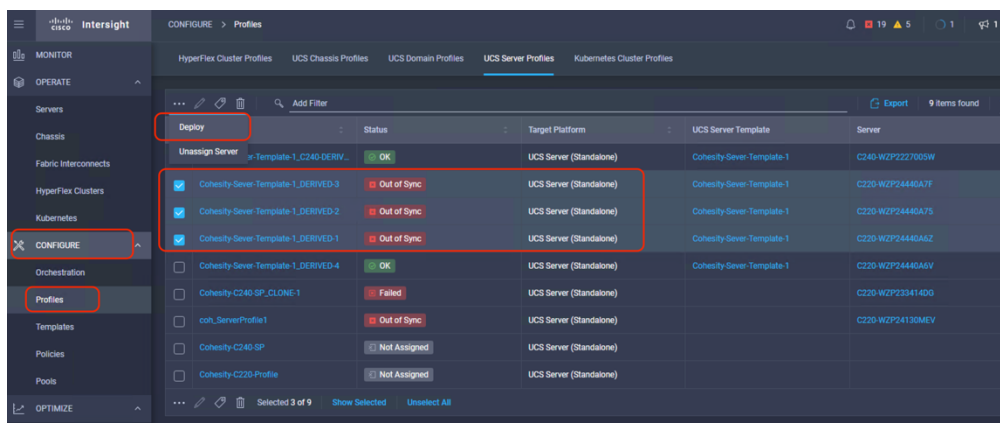 cisco Intersight
CONFIGURE > Profiles
19 5 1 1
MONITOR
OPERATE
Servers
Chassis
Fabric Interconnects
HyperFlex Clusters
Kubernetes
CONFIGURE
Orchestration
Profiles
Templates
Policies
Pools
OPTIMIZE
HyperFlex Cluster Profiles UCS Chassis Profiles UCS Domain Profiles UCS Server Profiles Kubernetes Cluster Profiles
... Add Filter Export 9 items found
Deploy
Unassign Server
Status Target Platform UCS Server Template Server
er-Template-1_C240-DERIV... OK UCS Server (Standalone) Cohesity-Sever-Template-1 C240-WZP2227005W
Cohesity-Sever-Template-1_DERIVED-3 Out of Sync UCS Server (Standalone) Cohesity-Sever-Template-1 C220-WZP24440A7F
Cohesity-Sever-Template-1_DERIVED-2 Out of Sync UCS Server (Standalone) Cohesity-Sever-Template-1 C220-WZP24440A75
Cohesity-Sever-Template-1_DERIVED-1 Out of Sync UCS Server (Standalone) Cohesity-Sever-Template-1 C220-WZP24440A6Z
Cohesity-Sever-Template-1_DERIVED-4 OK UCS Server (Standalone) Cohesity-Sever-Template-1 C220-WZP24440A6V
Cohesity-C240-SP_CLONE-1 Failed UCS Server (Standalone) C220-WZP233414DG
coh_ServerProfile1 Out of Sync UCS Server (Standalone) C220-WZP24130MEV
Cohesity-C240-SP Not Assigned UCS Server (Standalone)
Cohesity-C220-Profile Not Assigned UCS Server (Standalone)
... Selected 3 of 9 Show Selected Unselect All